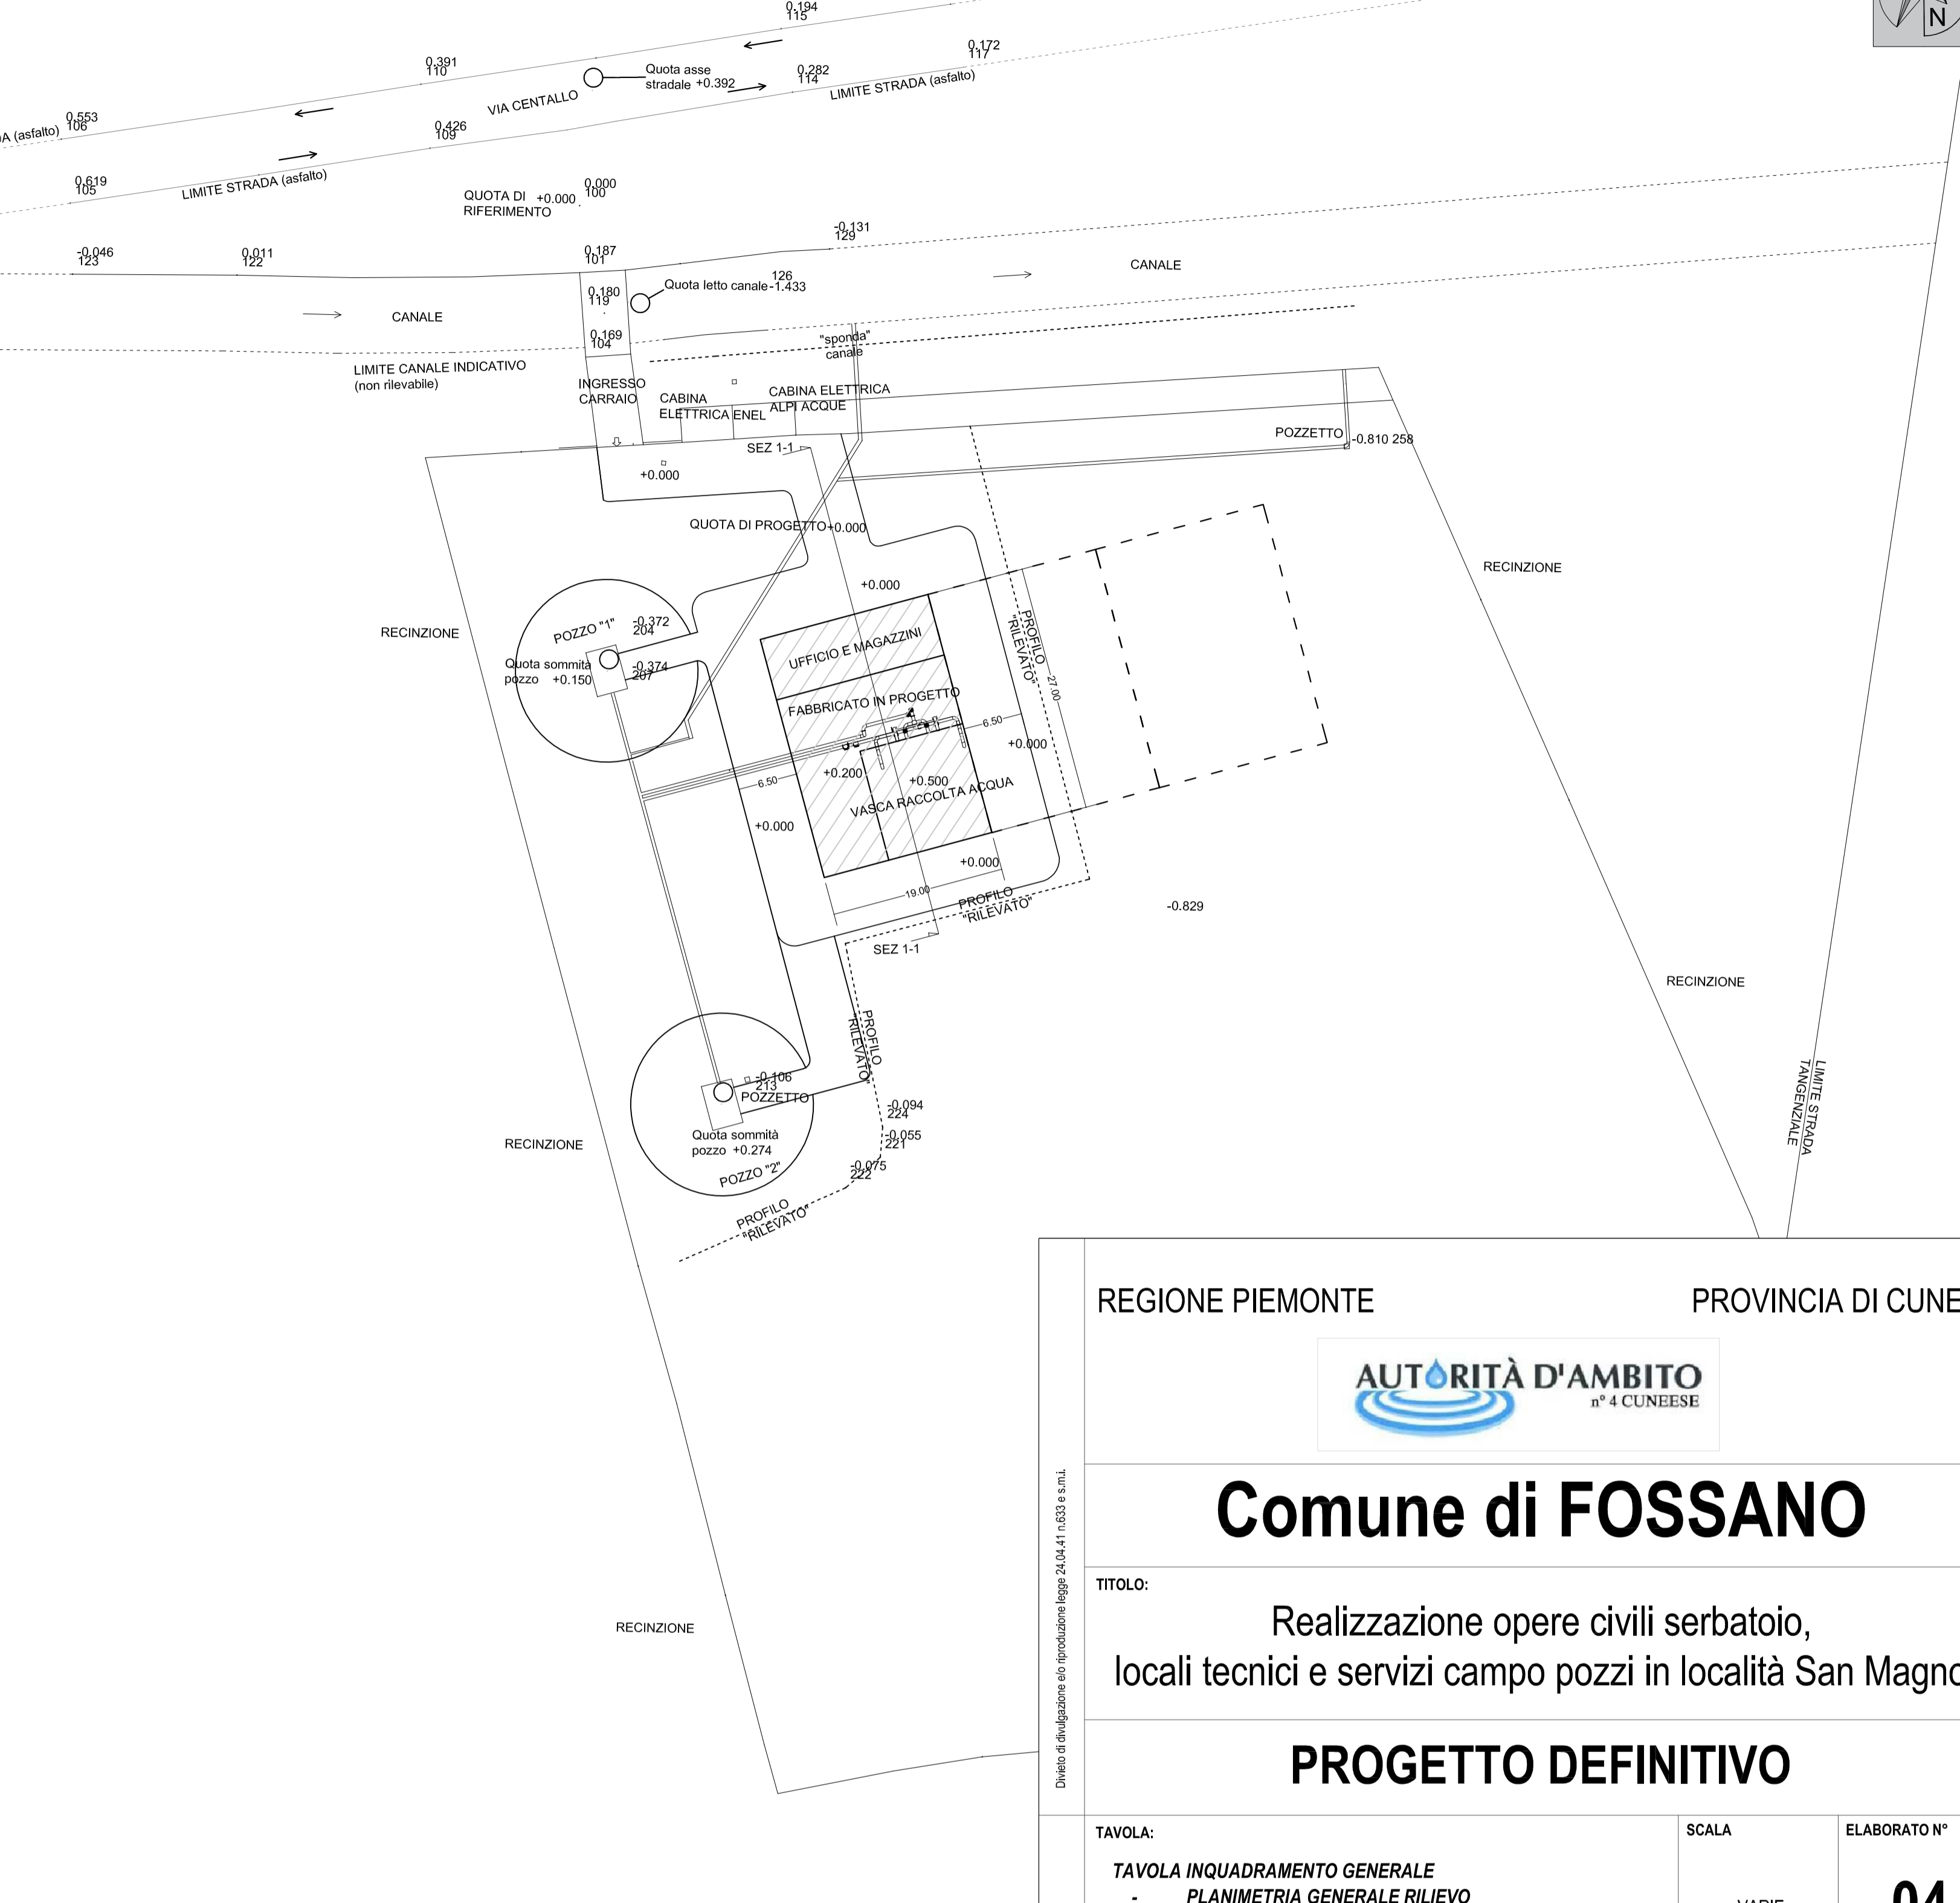 0.194
115
0.172
117
0.391
110
Quota asse
stradale +0.392
0.282
114
LIMITE STRADA (asfalto)
VIA CENTALLO
0.553
106
(asfalto)
0.426
109
0.619
105
LIMITE STRADA (asfalto)
0.000
100
QUOTA DI +0.000
RIFERIMENTO
N
-0.046
123
0.011
122
0.187
101
-0.131
129
CANALE
126
Quota letto canale -1.433
0.180
119
CANALE
0.169
104
"sponda"
canale
LIMITE CANALE INDICATIVO
(non rilevabile)
INGRESSO
CARRAIO
CABINA
ELETTRICA ENEL
CABINA ELETTRICA
ALPI ACQUE
POZZETTO
-0.810 258
SEZ 1-1
+0.000
QUOTA DI PROGETTO+0.000
RECINZIONE
+0.000
RECINZIONE
POZZO "1"
-0.372
204
-0.374
207
Quota sommità
pozzo +0.150
UFFICIO E MAGAZZINI
FABBRICATO IN PROGETTO
PROFILO
"RILEVATO"
27.00
6.50
+0.000
+0.200
+0.500
VASCA RACCOLTA ACQUA
6.50
+0.000
+0.000
19.00
PROFILO
"RILEVATO"
-0.829
SEZ 1-1
RECINZIONE
PROFILO
"RILEVATO"
LIMITE STRADA
TANGENZIALE
-0.106
213
POZZETTO
-0.094
224
-0.055
221
-0.075
222
RECINZIONE
Quota sommità
pozzo +0.274
POZZO "2"
PROFILO
"RILEVATO"
RECINZIONE
REGIONE PIEMONTE
PROVINCIA DI CUNE
AUTORITÀ D'AMBITO
n° 4 CUNEESE
Comune di FOSSANO
Divieto di divulgazione e/o riproduzione legge 24.04.41 n.633 e s.m.i.
TITOLO:
Realizzazione opere civili serbatoio,
locali tecnici e servizi campo pozzi in località San Magno
PROGETTO DEFINITIVO
TAVOLA:
SCALA
ELABORATO N°
TAVOLA INQUADRAMENTO GENERALE
- PLANIMETRIA GENERALE RILIEVO
VARIE
04